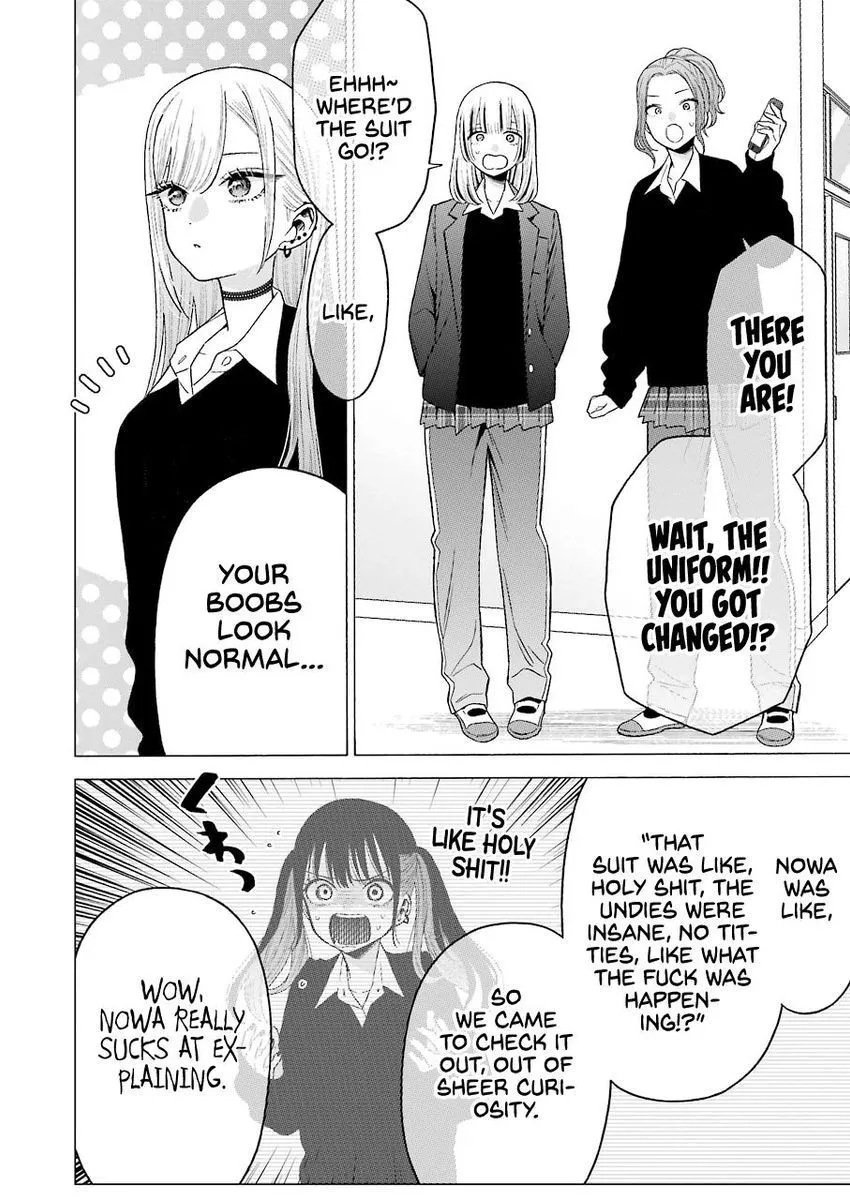 THERE
YOU
ARE!
WAIT, THE
UNIFORM!!
YOU GOT
CHANGED!?
EHHH~
WHERE'D
THE SUIT
GO!?
LIKE,
YOUR
BOOBS
LOOK
NORMAL...
NOWA
WAS
LIKE,
"THAT
SUIT WAS LIKE,
HOLY SHIT, THE
UNDIES WERE
INSANE, NO TIT-
TIES, LIKE WHAT
THE FUCK WAS
HAPPEN-
ING!?"
IT'S
LIKE HOLY
SHIT!!
くわっ
SO
WE CAME
TO CHECK IT
OUT, OUT OF
SHEER CURI-
OSITY.
WOW,
NOWA REALLY
SUCKS AT EX-
PLAINING.